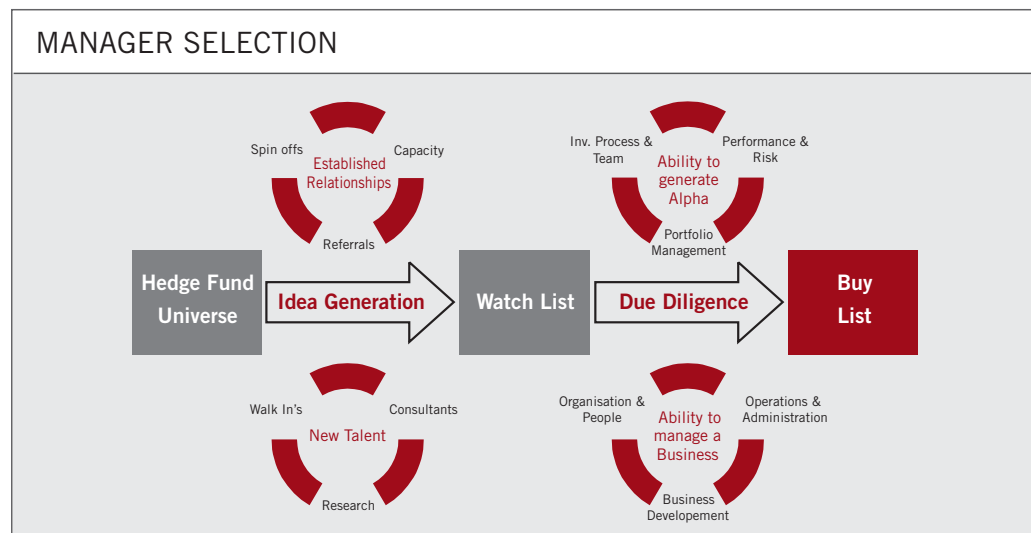 MANAGER SELECTION
Spin offs
Capacity
Established
Relationships
Referrals
Inv. Process &
Team
Performance &
Risk
Ability to
generate
Alpha
Portfolio
Management
Hedge Fund
Universe
Idea Generation
Watch List
Due Diligence
Buy
List
Walk In's
Consultants
New Talent
Research
Organisation &
People
Operations &
Administration
Ability to
manage a
Business
Business
Developement